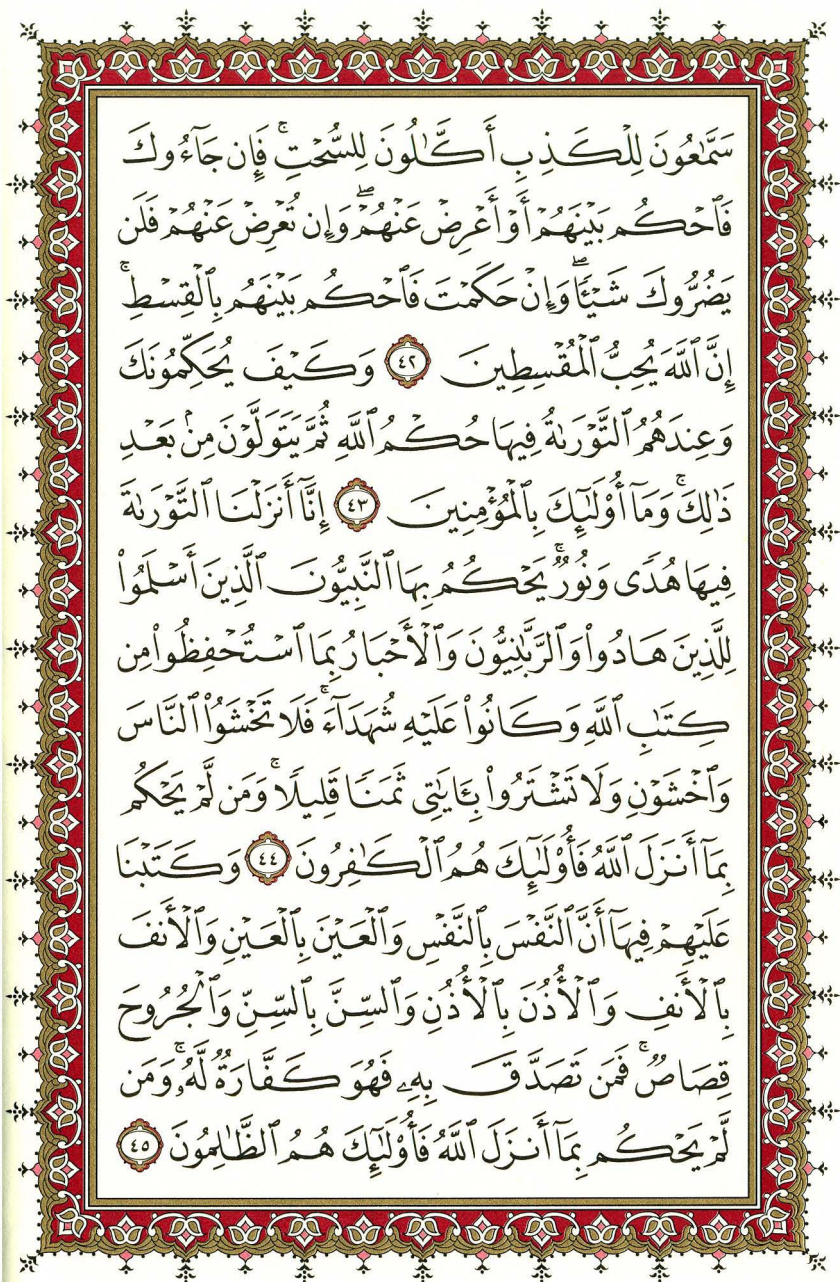 سَمَّٰعُونَ لِلۡكَذِبِ أَكَّٰلُونَ لِلسُّحۡتِۚ فَإِن جَآءُوكَ
فَٱحۡكُم بَيۡنَهُمۡ أَوۡ أَعۡرِضۡ عَنۡهُمۡۖ وَإِن تُعۡرِضۡ عَنۡهُمۡ فَلَن
يَضُرُّوكَ شَيۡـٔٗاۖ وَإِنۡ حَكَمۡتَ فَٱحۡكُم بَيۡنَهُم بِٱلۡقِسۡطِۚ
إِنَّ ٱللَّهَ يُحِبُّ ٱلۡمُقۡسِطِينَ ٤٢ وَكَيۡفَ يُحَكِّمُونَكَ
وَعِندَهُمُ ٱلتَّوۡرَىٰةُ فِيهَا حُكۡمُ ٱللَّهِ ثُمَّ يَتَوَلَّوۡنَ مِنۢ بَعۡدِ
ذَٰلِكَۚ وَمَآ أُوْلَٰٓئِكَ بِٱلۡمُؤۡمِنِينَ ٤٣ إِنَّآ أَنزَلۡنَا ٱلتَّوۡرَىٰةَ
فِيهَا هُدٗى وَنُورٞۚ يَحۡكُمُ بِهَا ٱلنَّبِيُّونَ ٱلَّذِينَ أَسۡلَمُواْ
لِلَّذِينَ هَادُواْ وَٱلرَّبَّٰنِيُّونَ وَٱلۡأَحۡبَارُ بِمَا ٱسۡتُحۡفِظُواْ مِن
كِتَٰبِ ٱللَّهِ وَكَانُواْ عَلَيۡهِ شُهَدَآءَۚ فَلَا تَخۡشَوُاْ ٱلنَّاسَ
وَٱخۡشَوۡنِ وَلَا تَشۡتَرُواْ بِـَٔايَٰتِي ثَمَنٗا قَلِيلٗاۚ وَمَن لَّمۡ يَحۡكُم
بِمَآ أَنزَلَ ٱللَّهُ فَأُوْلَٰٓئِكَ هُمُ ٱلۡكَٰفِرُونَ ٤٤ وَكَتَبۡنَا
عَلَيۡهِمۡ فِيهَآ أَنَّ ٱلنَّفۡسَ بِٱلنَّفۡسِ وَٱلۡعَيۡنَ بِٱلۡعَيۡنِ وَٱلۡأَنفَ
بِٱلۡأَنفِ وَٱلۡأُذُنَ بِٱلۡأُذُنِ وَٱلسِّنَّ بِٱلسِّنِّ وَٱلۡجُرُوحَ
قِصَاصٞۚ فَمَن تَصَدَّقَ بِهِۦ فَهُوَ كَفَّارَةٞ لَّهُۥۚ وَمَن
لَّمۡ يَحۡكُم بِمَآ أَنزَلَ ٱللَّهُ فَأُوْلَٰٓئِكَ هُمُ ٱلظَّٰلِمُونَ ٤٥